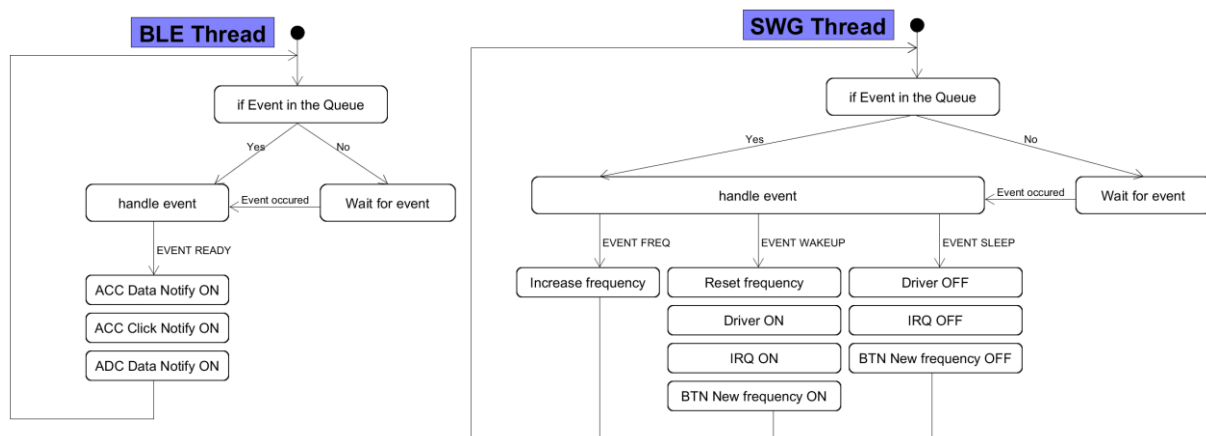 BLE Thread
if Event in the Queue
Yes
No
handle event
Event occured
Wait for event
EVENT READY
ACC Data Notify ON
ACC Click Notify ON
ADC Data Notify ON
SWG Thread
if Event in the Queue
Yes
No
handle event
Event occured
Wait for event
EVENT FREQ
EVENT WAKEUP
EVENT SLEEP
Increase frequency
Reset frequency
Driver OFF
Driver ON
IRQ OFF
IRQ ON
BTN New frequency OFF
BTN New frequency ON